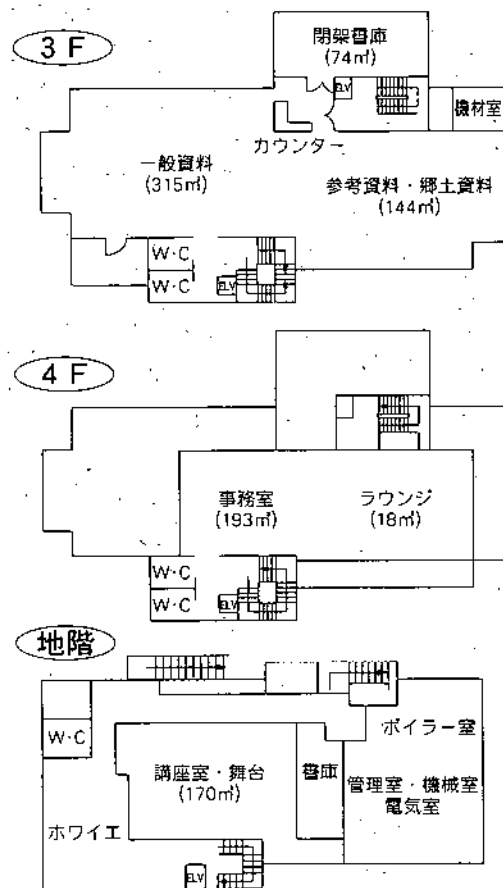 3F
閉架書庫
(74㎡)
ELV
機材室
カウンター
一般資料
(315㎡)
参考資料・郷土資料
(144㎡)
W・C
W・C
ELV
4F
事務室
(193㎡)
ラウンジ
(18㎡)
W・C
W・C
ELV
地階
W・C
ボイラー室
講座室・舞台
(170㎡)
書庫
管理室・機械室
電気室
ホワイエ
ELV